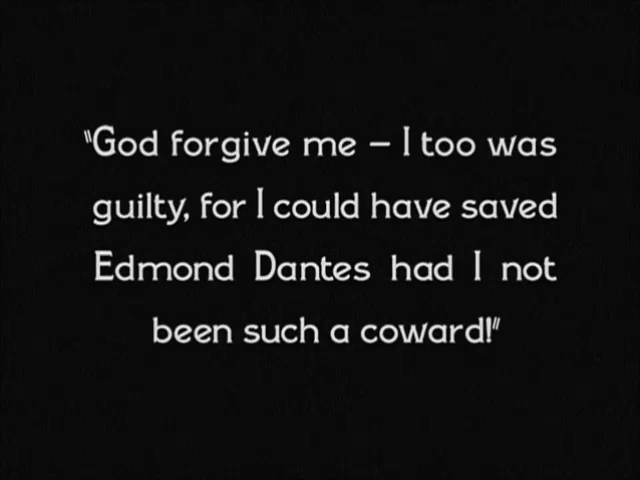 "God forgive me – I too was
guilty, for I could have saved
Edmond Dantes had I not
been such a coward!"